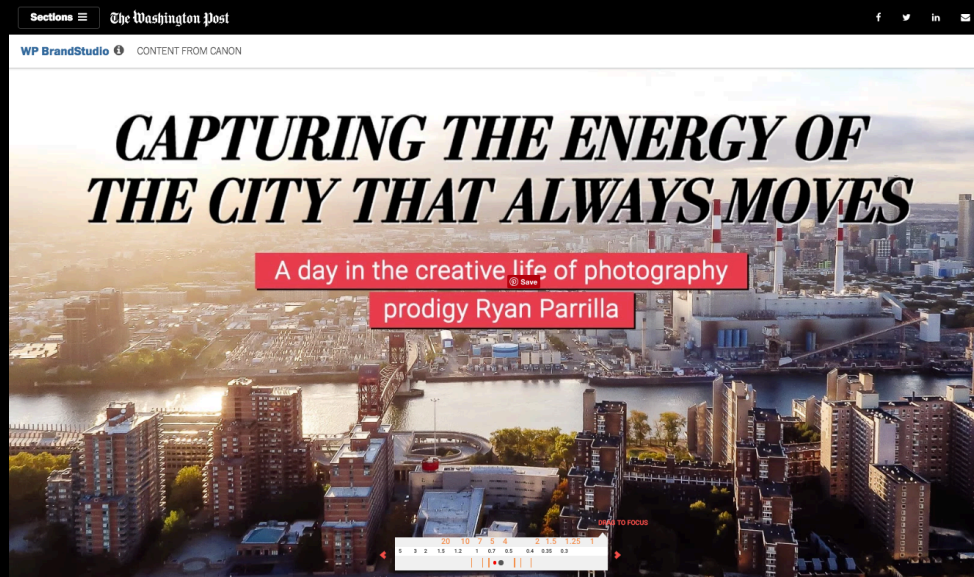 Sections
The Washington Post
WP BrandStudio
CONTENT FROM CANON
CAPTURING THE ENERGY OF
THE CITY THAT ALWAYS MOVES
A day in the creative life of photography
Save
prodigy Ryan Parrilla
DRAG TO FOCUS
20 10 7 5 4 2 1.5 1.25 1
5 3 2 1.5 1.2 1 0.7 0.5 0.4 0.35 0.3